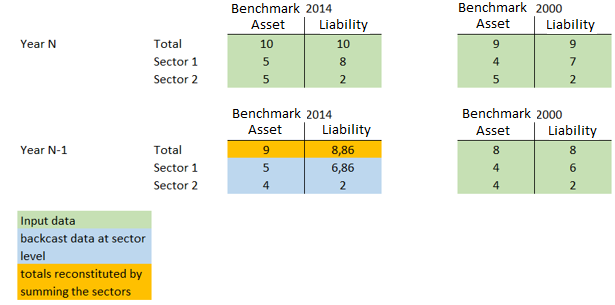 Benchmark 2014 Benchmark 2000
Asset Liability Asset Liability
Year N Total 10 10 9 9
Sector 1 5 8 4 7
Sector 2 5 2 5 2
Benchmark 2014 Benchmark 2000
Asset Liability Asset Liability
Year N-1 Total 9 8,86 8 8
Sector 1 5 6,86 4 6
Sector 2 4 2 4 2
Input data
backcast data at sector
level
totals reconstituted by
summing the sectors